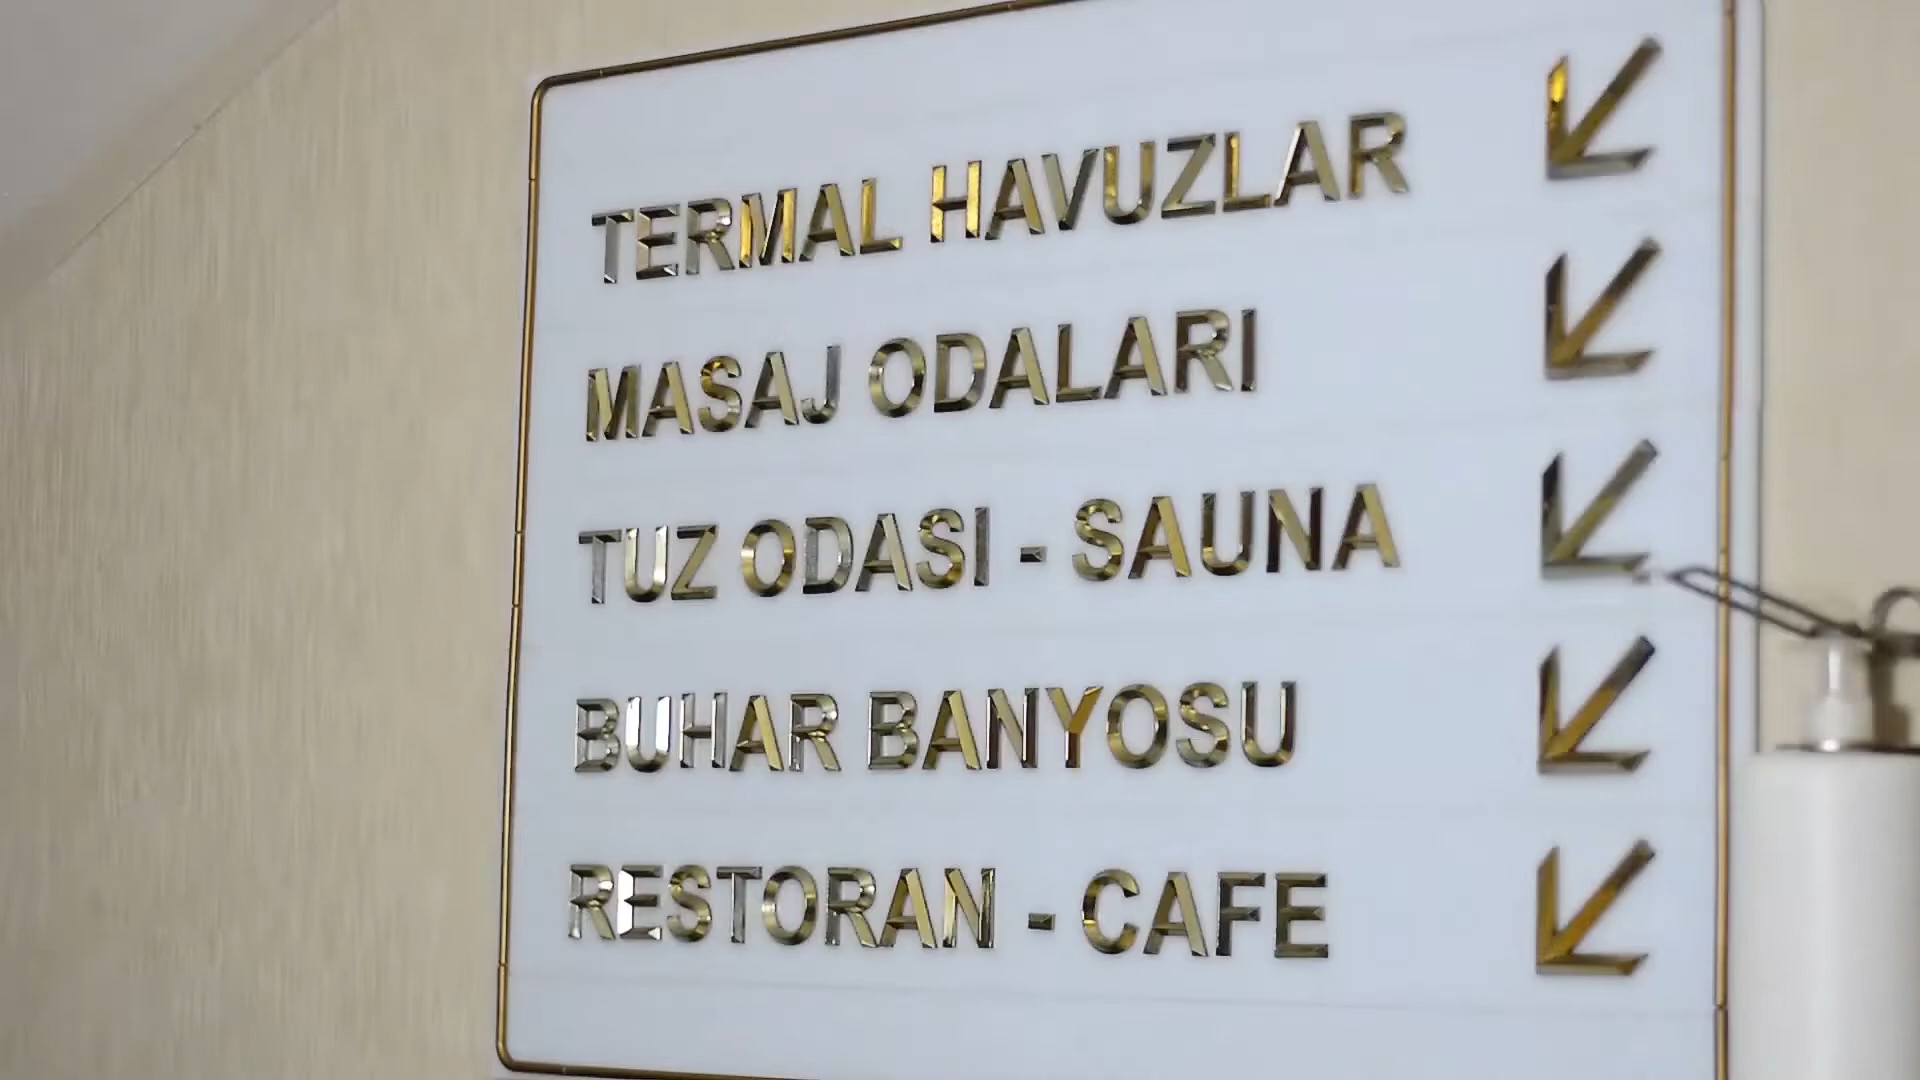 TERMAL HAVUZLAR
MASAJ ODALARI
TUZ ODASI - SAUNA
BUHAR BANYOSU
RESTORAN - CAFE